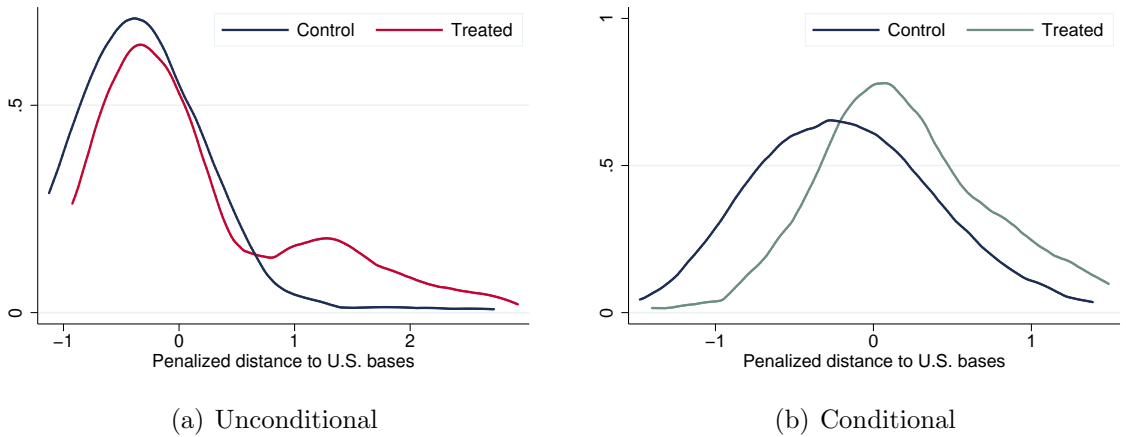 Control Treated
.5
0
−1 0 1 2
Penalized distance to U.S. bases
(a) Unconditional
Control Treated
1
.5
0
−1 0 1
Penalized distance to U.S. bases
(b) Conditional